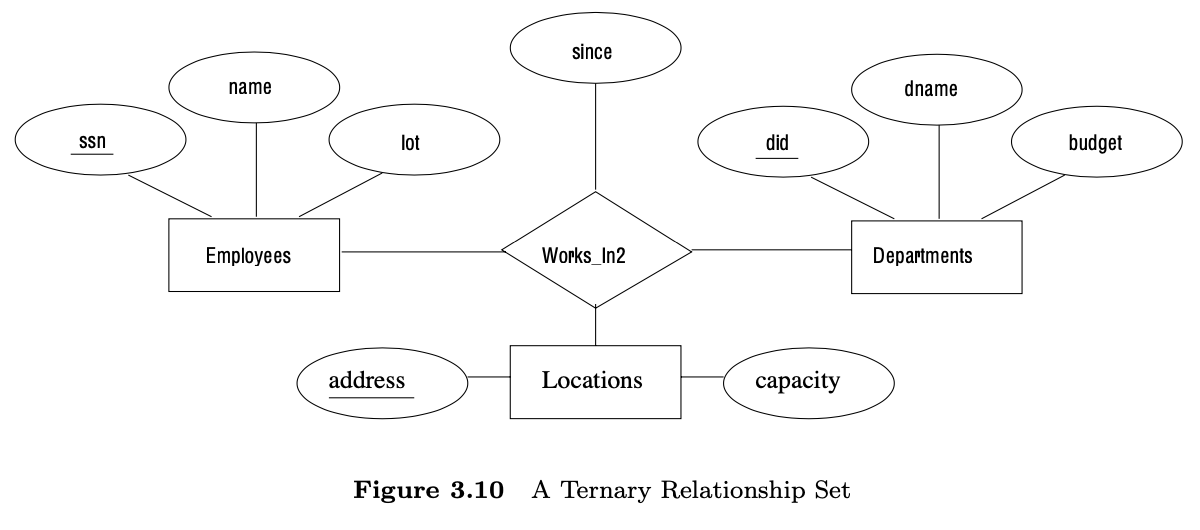 since
name
dname
ssn
lot
did
budget
Employees
Works_In2
Departments
address
Locations
capacity
Figure 3.10 A Ternary Relationship Set